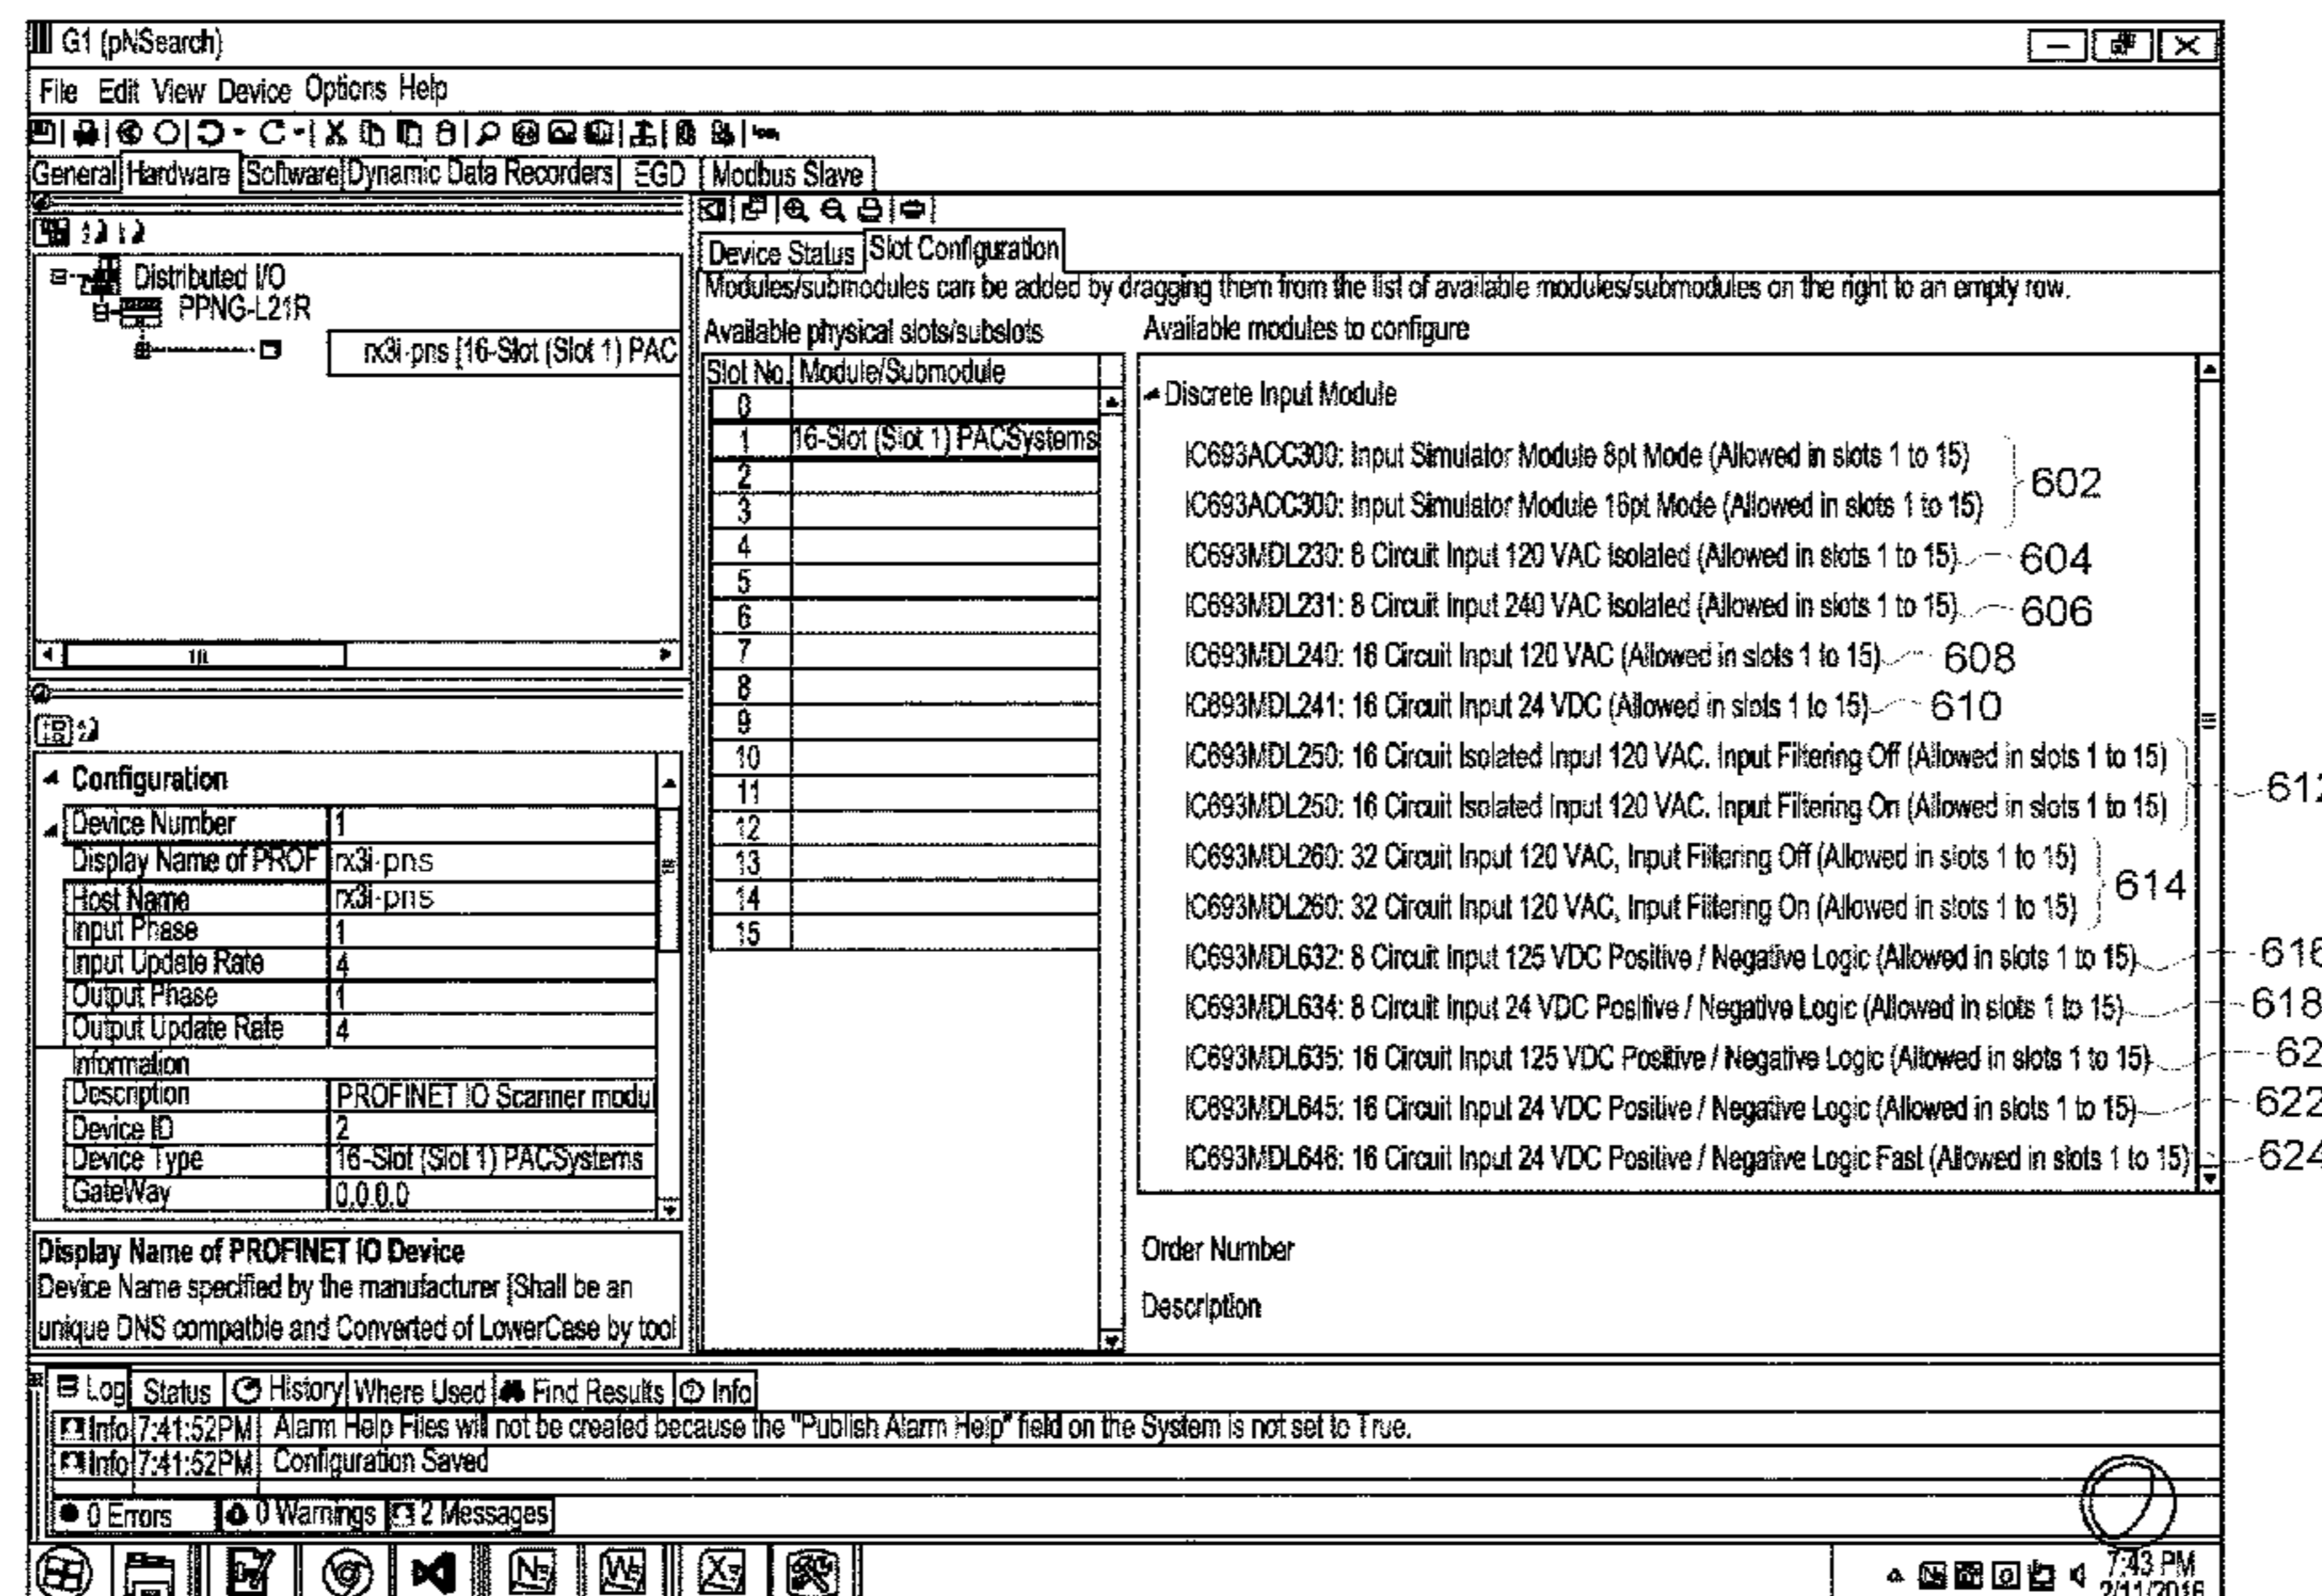 G1 (pNSearch)
File Edit View Device Options Help
General Hardware Software Dynamic Data Recorders EGD Modbus Slave
Distributed I/O
PPNG-L21R
rx3i-pns [16-Slot (Slot 1) PAC
Device Status Slot Configuration
Modules/submodules can be added by dragging them from the list of available modules/submodules on the right to an empty row.
Available physical slots/subslots
Slot No. Module/Submodule
0
1 16-Slot (Slot 1) PACSystems
2
3
4
5
6
7
8
9
10
11
12
13
14
15
Available modules to configure
Discrete Input Module
IC693ACC300: Input Simulator Module 8pt Mode (Allowed in slots 1 to 15)
IC693ACC300: Input Simulator Module 16pt Mode (Allowed in slots 1 to 15)
602
IC693MDL230: 8 Circuit Input 120 VAC Isolated (Allowed in slots 1 to 15) 604
IC693MDL231: 8 Circuit Input 240 VAC Isolated (Allowed in slots 1 to 15) 606
IC693MDL240: 16 Circuit Input 120 VAC (Allowed in slots 1 to 15) 608
IC693MDL241: 16 Circuit Input 24 VDC (Allowed in slots 1 to 15) 610
IC693MDL250: 16 Circuit Isolated Input 120 VAC. Input Filtering Off (Allowed in slots 1 to 15)
IC693MDL250: 16 Circuit Isolated Input 120 VAC. Input Filtering On (Allowed in slots 1 to 15)
612
IC693MDL260: 32 Circuit Input 120 VAC, Input Filtering Off (Allowed in slots 1 to 15)
IC693MDL260: 32 Circuit Input 120 VAC, Input Filtering On (Allowed in slots 1 to 15)
614
IC693MDL632: 8 Circuit Input 125 VDC Positive / Negative Logic (Allowed in slots 1 to 15) 616
IC693MDL634: 8 Circuit Input 24 VDC Positive / Negative Logic (Allowed in slots 1 to 15) 618
IC693MDL635: 16 Circuit Input 125 VDC Positive / Negative Logic (Allowed in slots 1 to 15) 62
IC693MDL645: 16 Circuit Input 24 VDC Positive / Negative Logic (Allowed in slots 1 to 15) 622
IC693MDL646: 16 Circuit Input 24 VDC Positive / Negative Logic Fast (Allowed in slots 1 to 15) 624
Order Number
Description
Configuration
Device Number 1
Display Name of PROF rx3i-pns
Host Name rx3i-pns
Input Phase 1
Input Update Rate 4
Output Phase 1
Output Update Rate 4
Information
Description PROFINET IO Scanner modul
Device ID 2
Device Type 16-Slot (Slot 1) PACSystems
GateWay 0.0.0.0
Display Name of PROFINET IO Device
Device Name specified by the manufacturer [Shall be an
unique DNS compatble and Converted of LowerCase by tool
Log Status History Where Used Find Results Info
Info 7:41:52PM Alarm Help Files will not be created because the "Publish Alarm Help" field on the System is not set to True.
Info 7:41:52PM Configuration Saved
0 Errors 0 Warnings 2 Messages
7:43 PM
2/11/2016